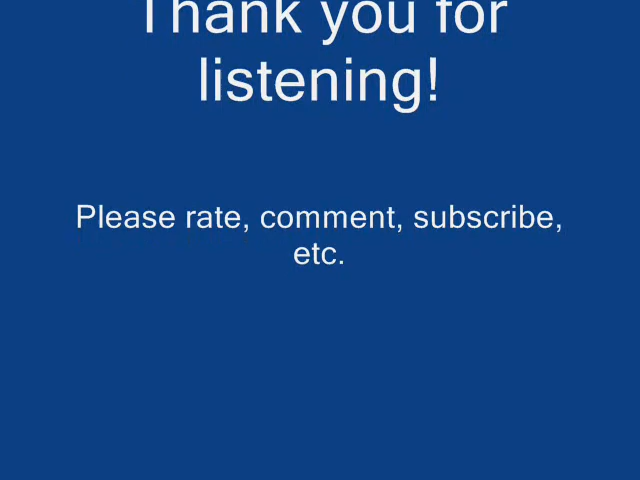 Thank you for
listening!
Please rate, comment, subscribe,
etc.